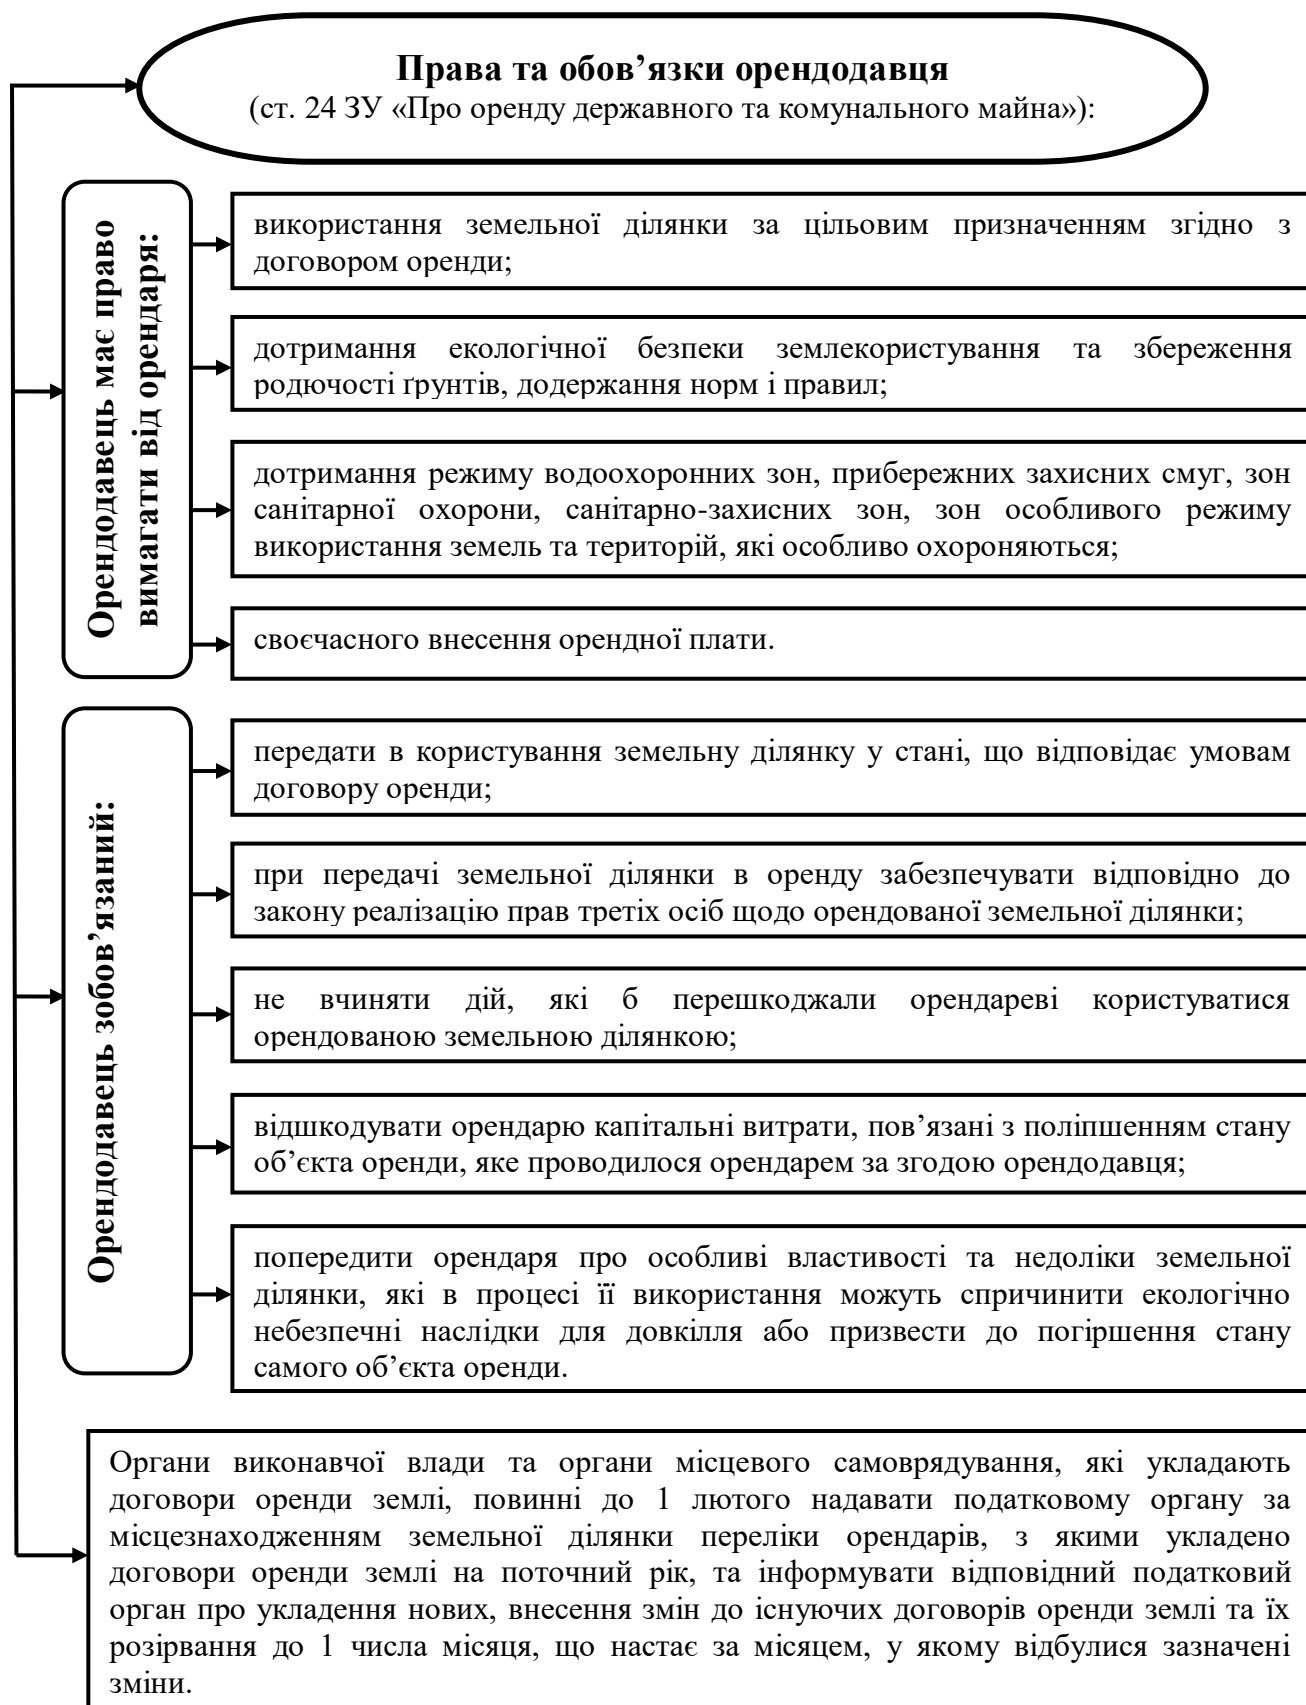 Права та обов’язки орендодавця
(ст. 24 ЗУ «Про оренду державного та комунального майна»):
Орендодавець має право
вимагати від орендаря:
використання земельної ділянки за цільовим призначенням згідно з
договором оренди;
дотримання екологічної безпеки землекористування та збереження
родючості ґрунтів, додержання норм і правил;
дотримання режиму водоохоронних зон, прибережних захисних смуг, зон
санітарної охорони, санітарно-захисних зон, зон особливого режиму
використання земель та територій, які особливо охороняються;
своєчасного внесення орендної плати.
Орендодавець зобов’язаний:
передати в користування земельну ділянку у стані, що відповідає умовам
договору оренди;
при передачі земельної ділянки в оренду забезпечувати відповідно до
закону реалізацію прав третіх осіб щодо орендованої земельної ділянки;
не вчиняти дій, які б перешкоджали орендареві користуватися
орендованою земельною ділянкою;
відшкодувати орендарю капітальні витрати, пов’язані з поліпшенням стану
об’єкта оренди, яке проводилося орендарем за згодою орендодавця;
попередити орендаря про особливі властивості та недоліки земельної
ділянки, які в процесі її використання можуть спричинити екологічно
небезпечні наслідки для довкілля або призвести до погіршення стану
самого об’єкта оренди.
Органи виконавчої влади та органи місцевого самоврядування, які укладають
договори оренди землі, повинні до 1 лютого надавати податковому органу за
місцезнаходженням земельної ділянки переліки орендарів, з якими укладено
договори оренди землі на поточний рік, та інформувати відповідний податковий
орган про укладення нових, внесення змін до існуючих договорів оренди землі та їх
розірвання до 1 числа місяця, що настає за місяцем, у якому відбулися зазначені
зміни.